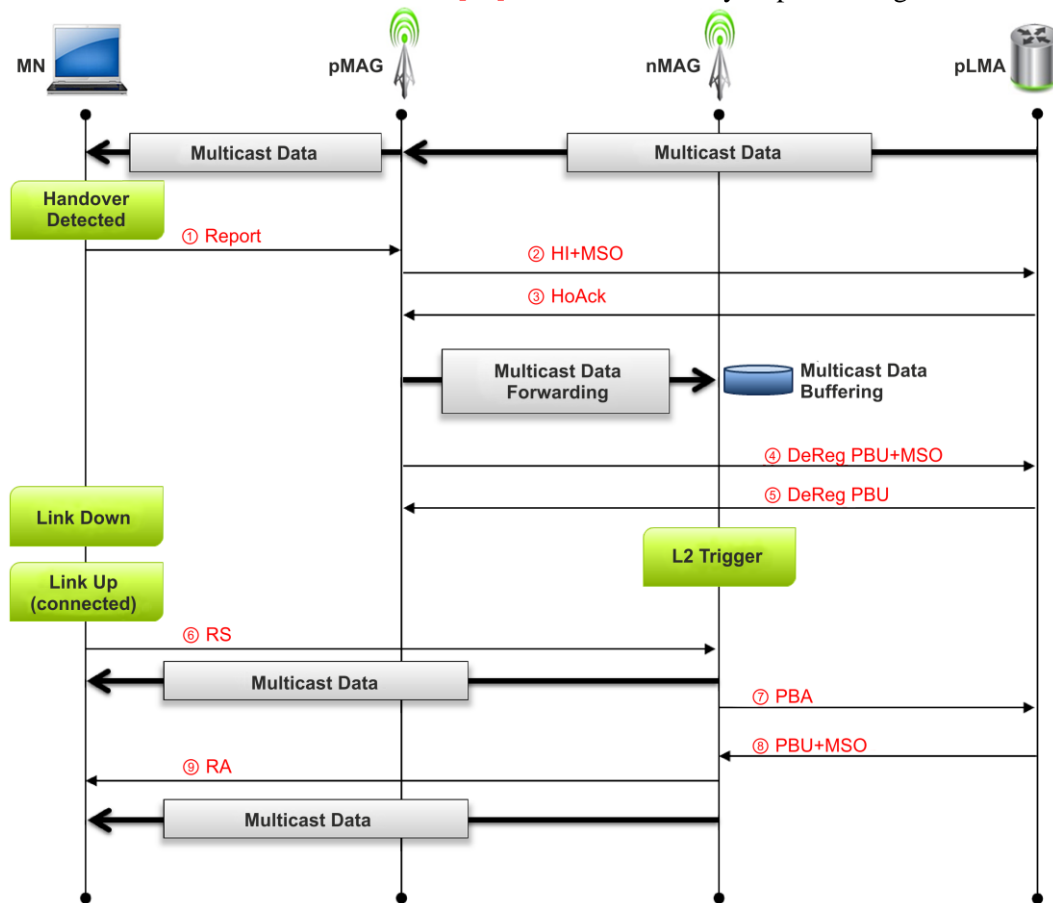 MN
pMAG
nMAG
pLMA
Multicast Data
Multicast Data
Handover
Detected
① Report
② HI+MSO
③ HoAck
Multicast Data
Forwarding
Multicast Data
Buffering
④ DeReg PBU+MSO
⑤ DeReg PBU
Link Down
L2 Trigger
Link Up
(connected)
⑥ RS
Multicast Data
⑦ PBA
⑧ PBU+MSO
⑨ RA
Multicast Data